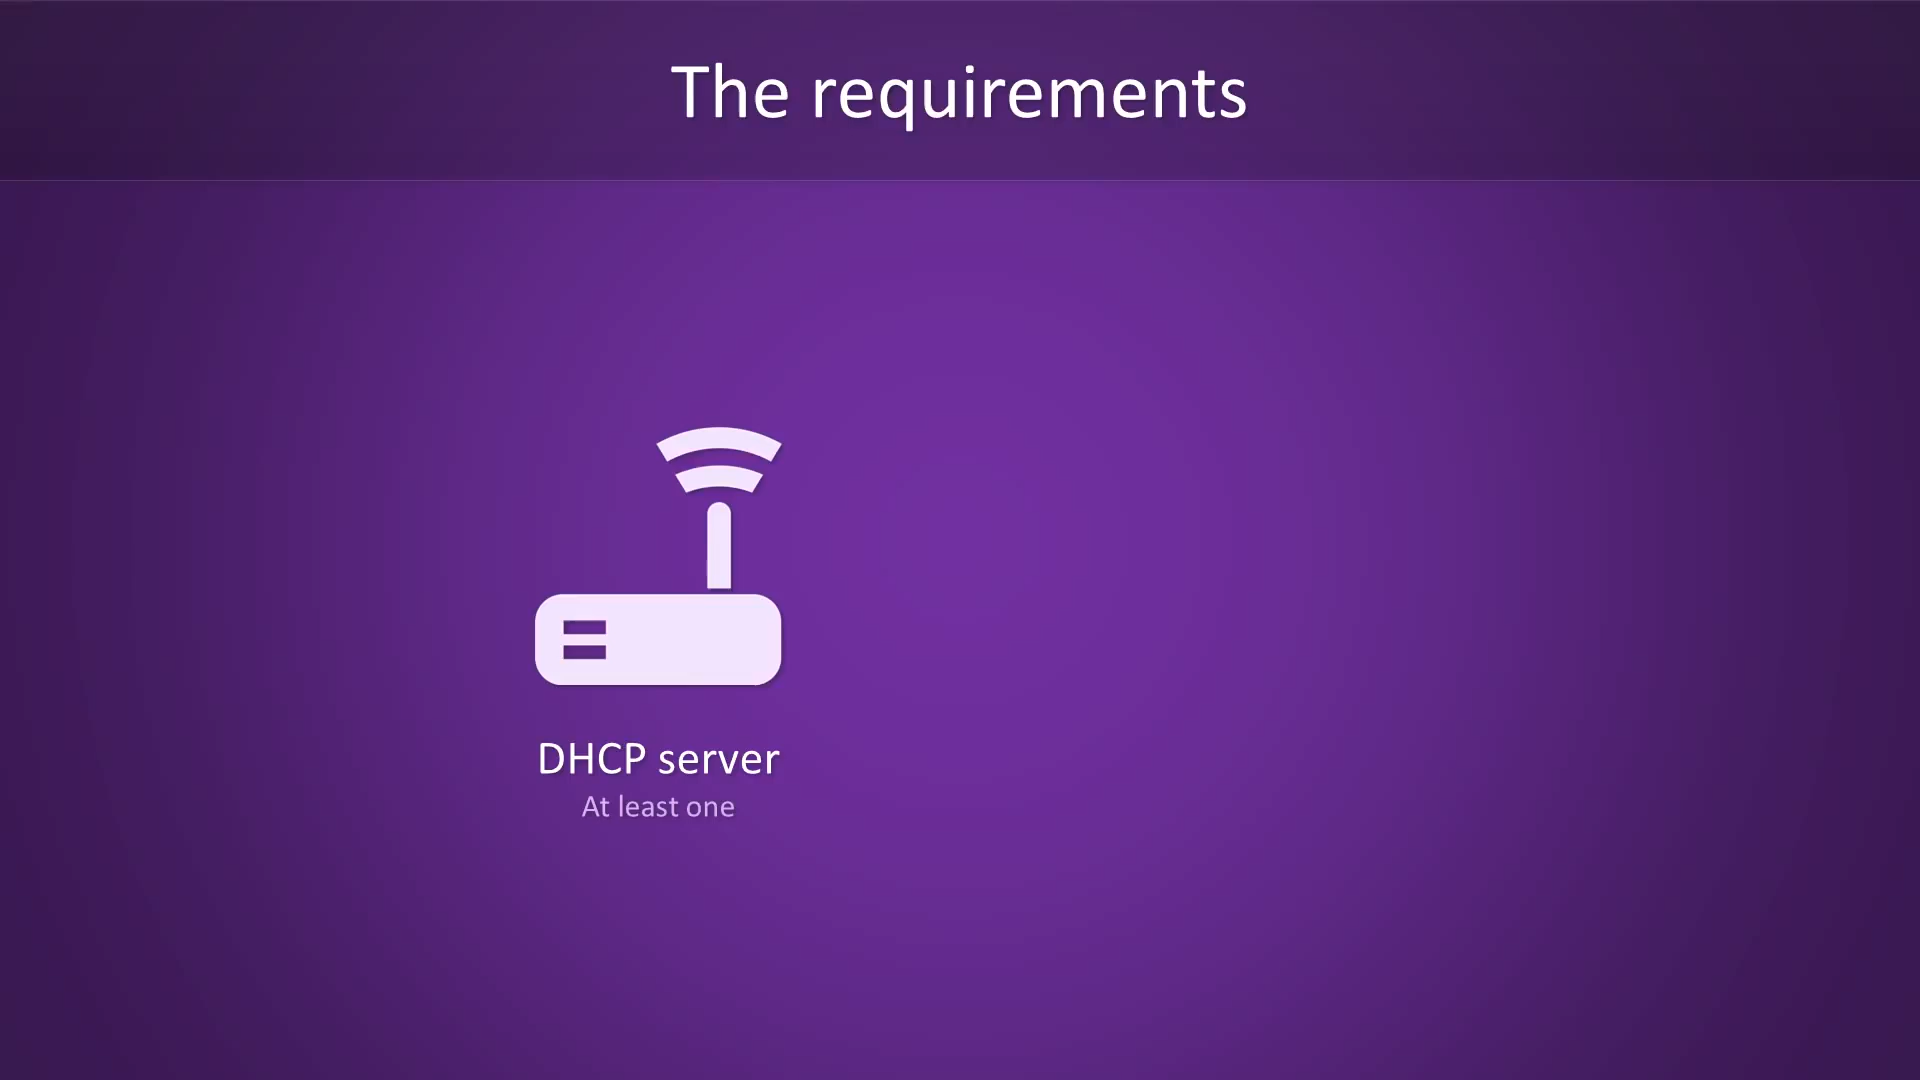 The requirements
DHCP server
At least one